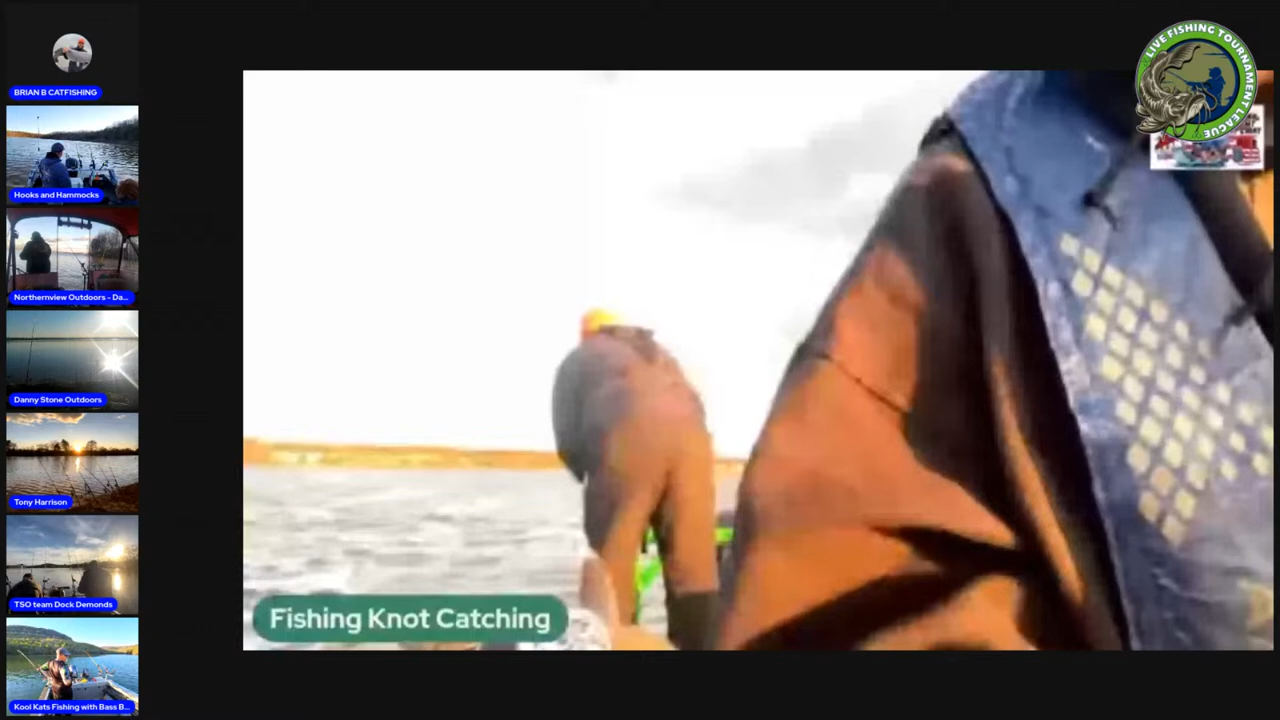 BRIAN B CATFISHING
Hooks and Hammocks
Northernview Outdoors - Da...
Danny Stone Outdoors
Tony Harrison
TSO team Dock Demonds
Kool Kats Fishing with Bass B...
Fishing Knot Catching
LIVE FISHING TOURNAMENT LEAGUE